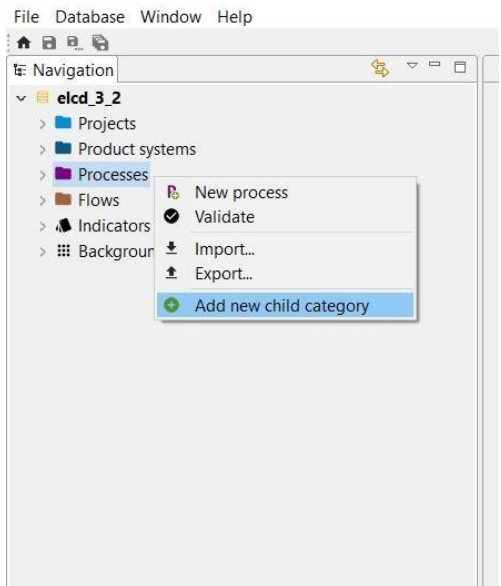 File Database Window Help
Navigation
elcd_3_2
Projects
Product systems
Processes
Flows
Indicators
Backgroun
New process
Validate
Import...
Export...
Add new child category